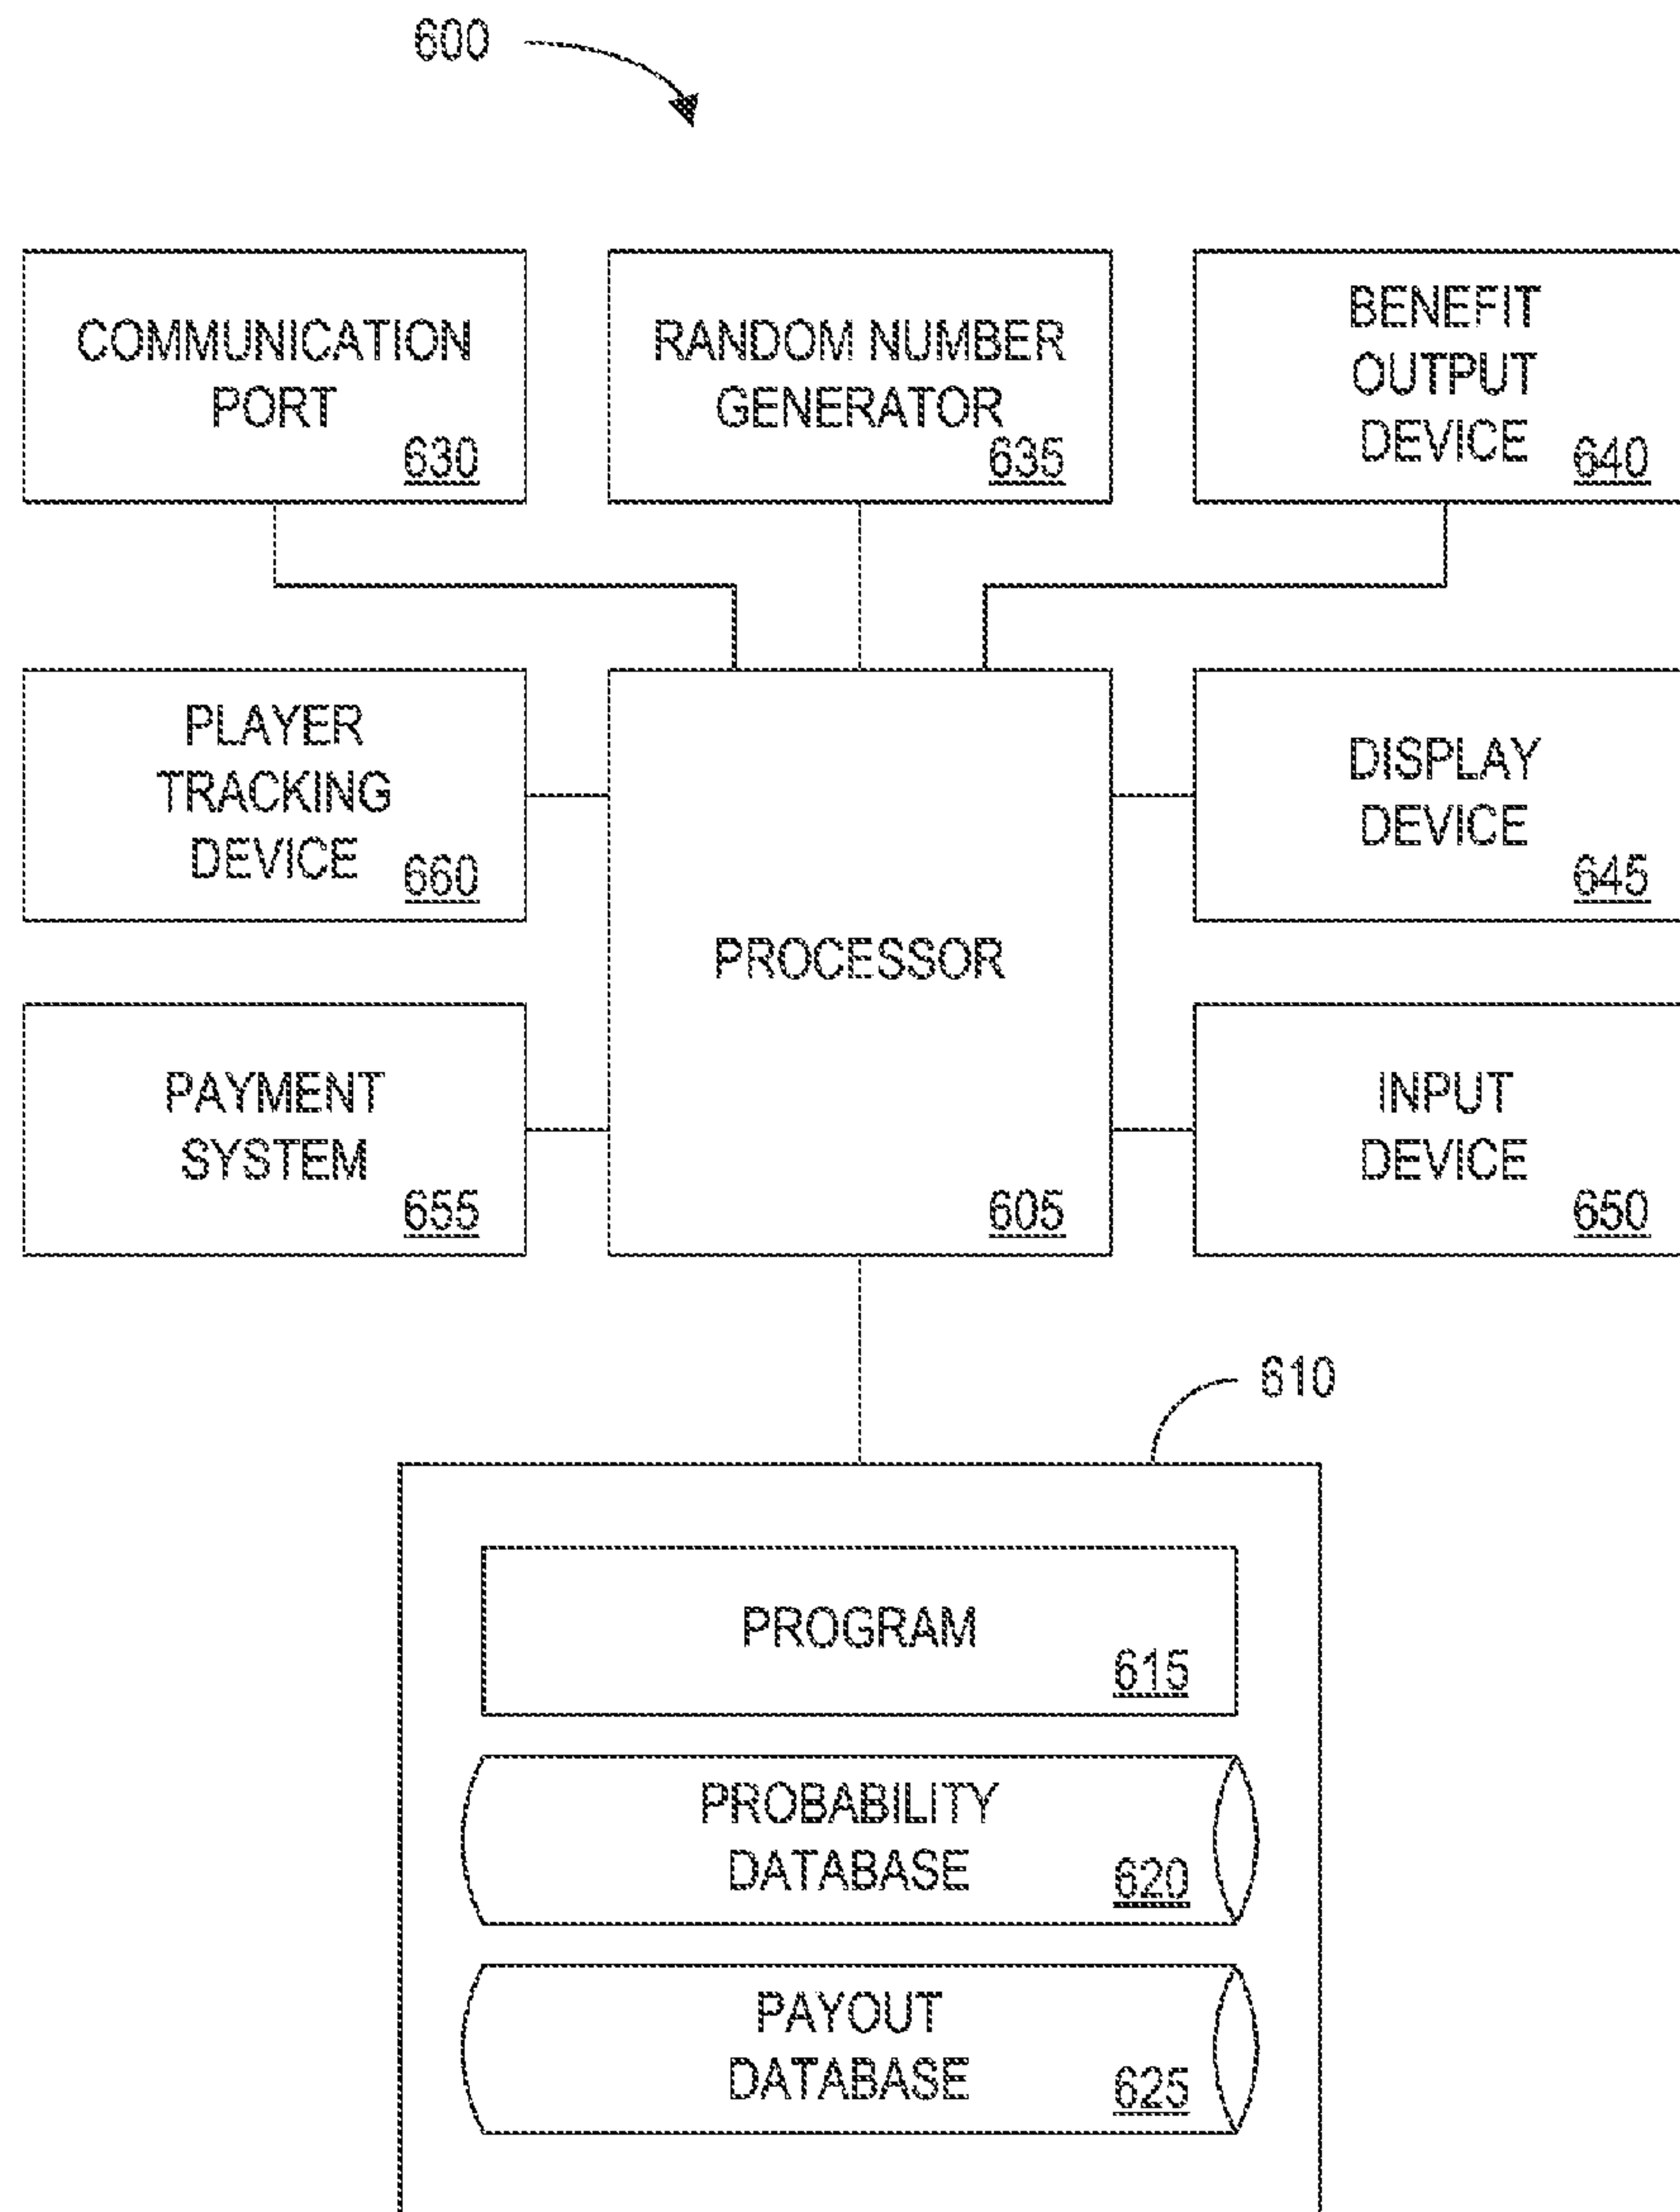 600
COMMUNICATION
PORT
630
RANDOM NUMBER
GENERATOR
635
BENEFIT
OUTPUT
DEVICE
640
PLAYER
TRACKING
DEVICE
660
PROCESSOR
605
DISPLAY
DEVICE
645
PAYMENT
SYSTEM
655
INPUT
DEVICE
650
610
PROGRAM
615
PROBABILITY
DATABASE
620
PAYOUT
DATABASE
625